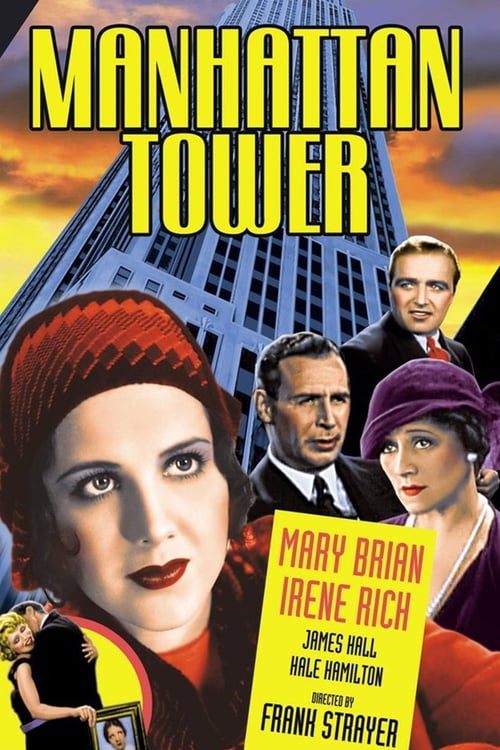 MANHATTAN
TOWER
MARY BRIAN
IRENE RICH
JAMES HALL
HALE HAMILTON
DIRECTED BY
FRANK STRAYER